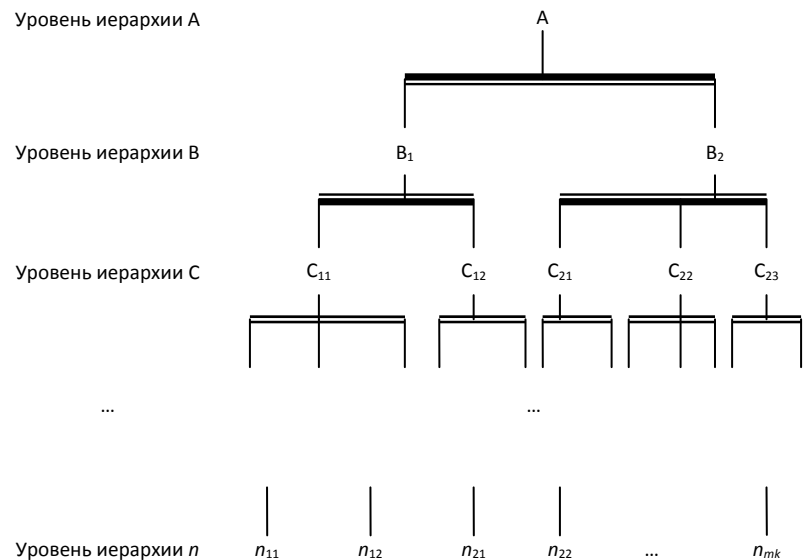 Уровень иерархии А A
Уровень иерархии В B₁ B₂
Уровень иерархии С C₁₁ C₁₂ C₂₁ C₂₂ C₂₃
... ...
Уровень иерархии n n₁₁ n₁₂ n₂₁ n₂₂ ... nₘₖ